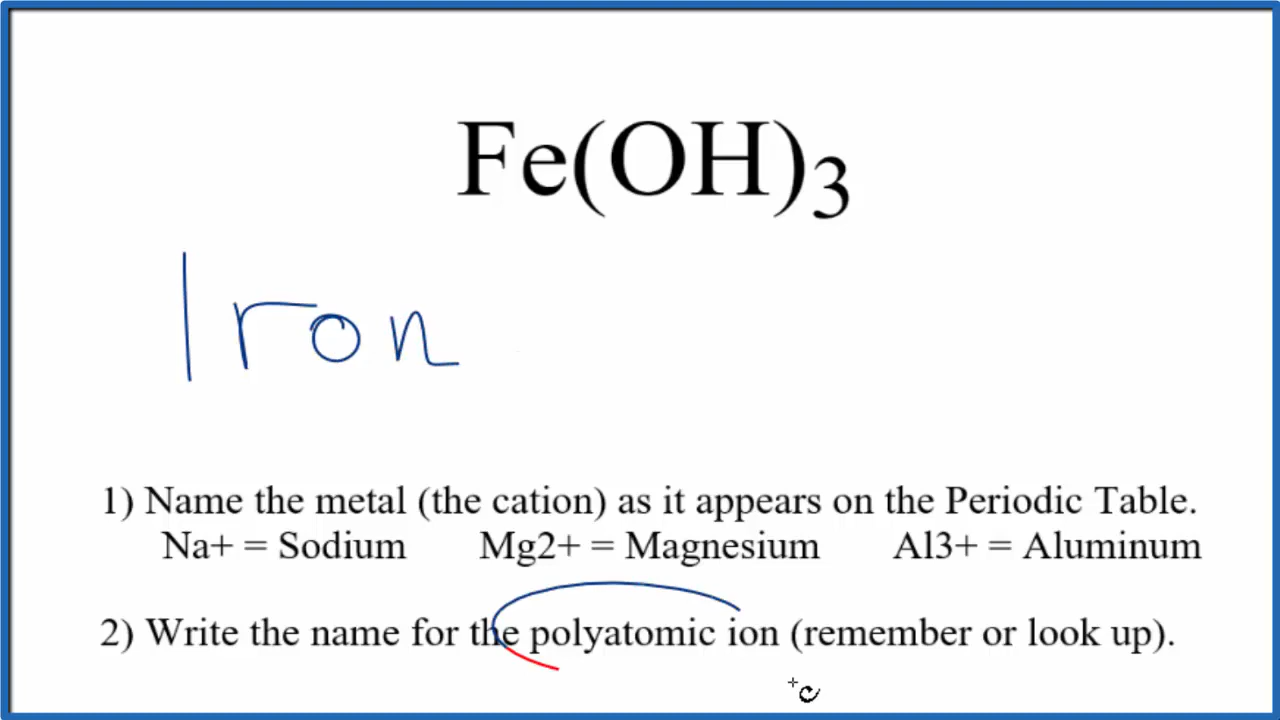 Fe(OH)₃
Iron
1) Name the metal (the cation) as it appears on the Periodic Table.
Na+ = Sodium Mg2+ = Magnesium Al3+ = Aluminum
2) Write the name for the polyatomic ion (remember or look up).